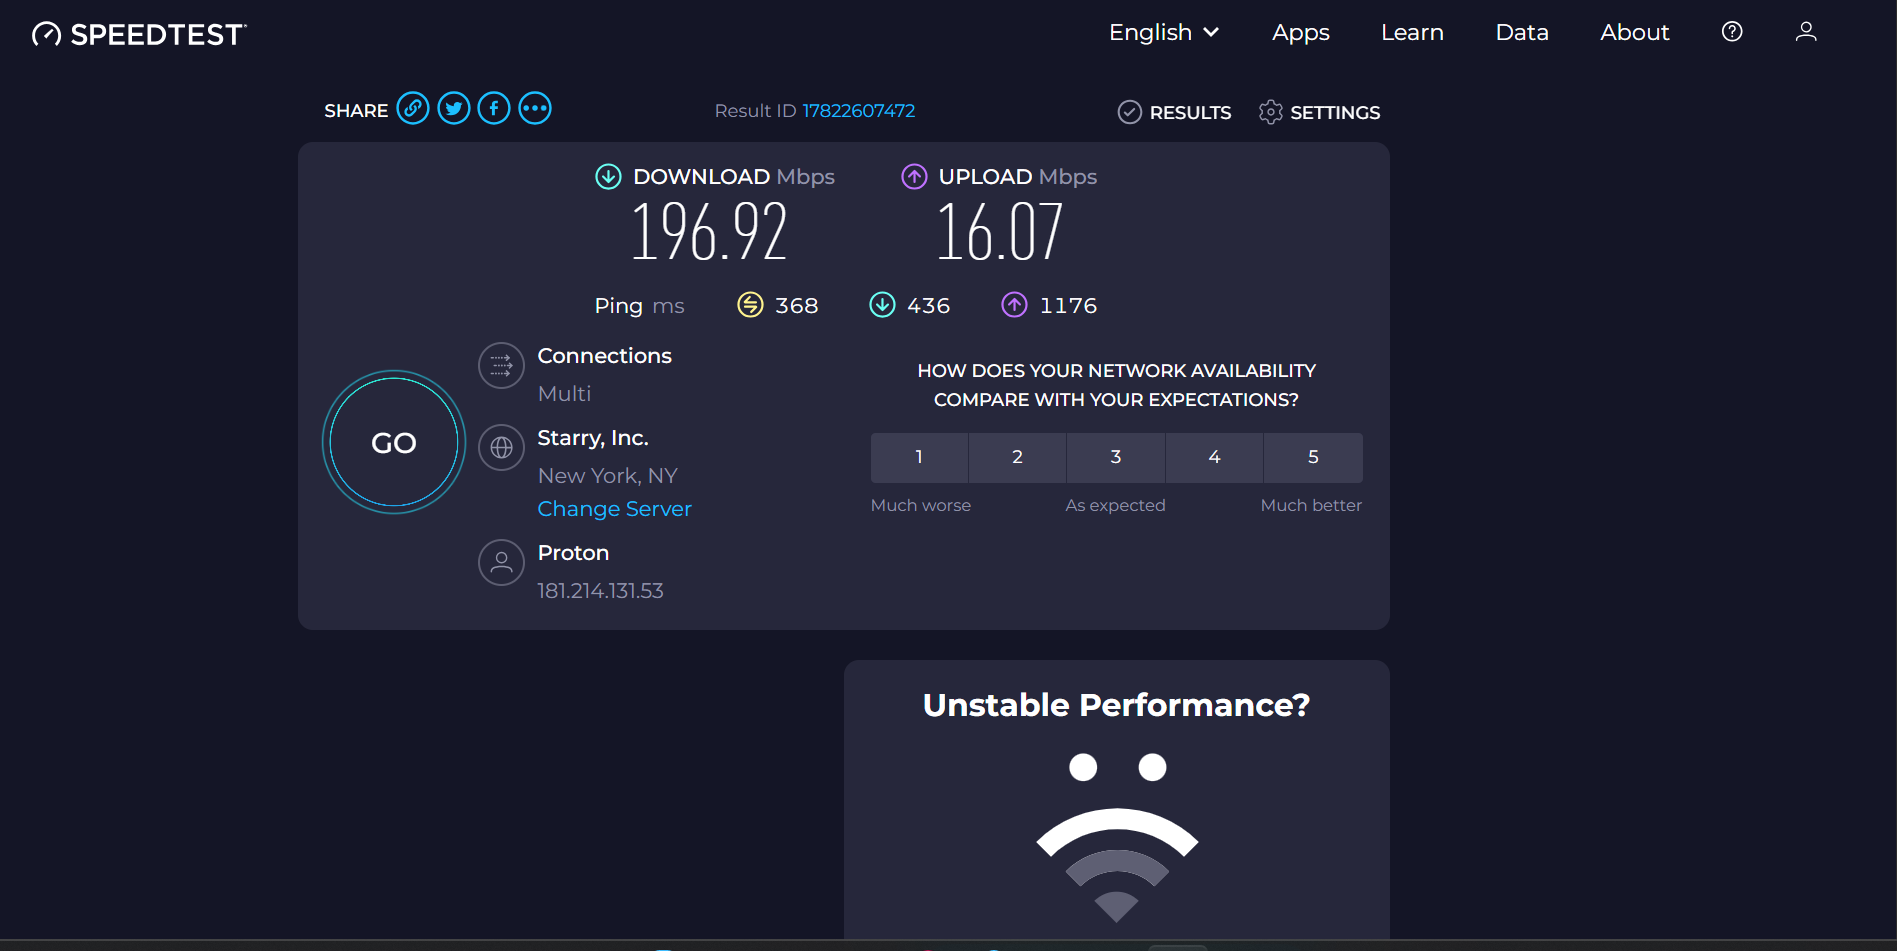 SPEEDTEST
English Apps Learn Data About
SHARE Result ID 17822607472 RESULTS SETTINGS
DOWNLOAD Mbps UPLOAD Mbps
196.92 16.07
Ping ms 368 436 1176
Connections
Multi
Starry, Inc.
New York, NY
Change Server
Proton
181.214.131.53
GO
HOW DOES YOUR NETWORK AVAILABILITY
COMPARE WITH YOUR EXPECTATIONS?
1 2 3 4 5
Much worse As expected Much better
Unstable Performance?